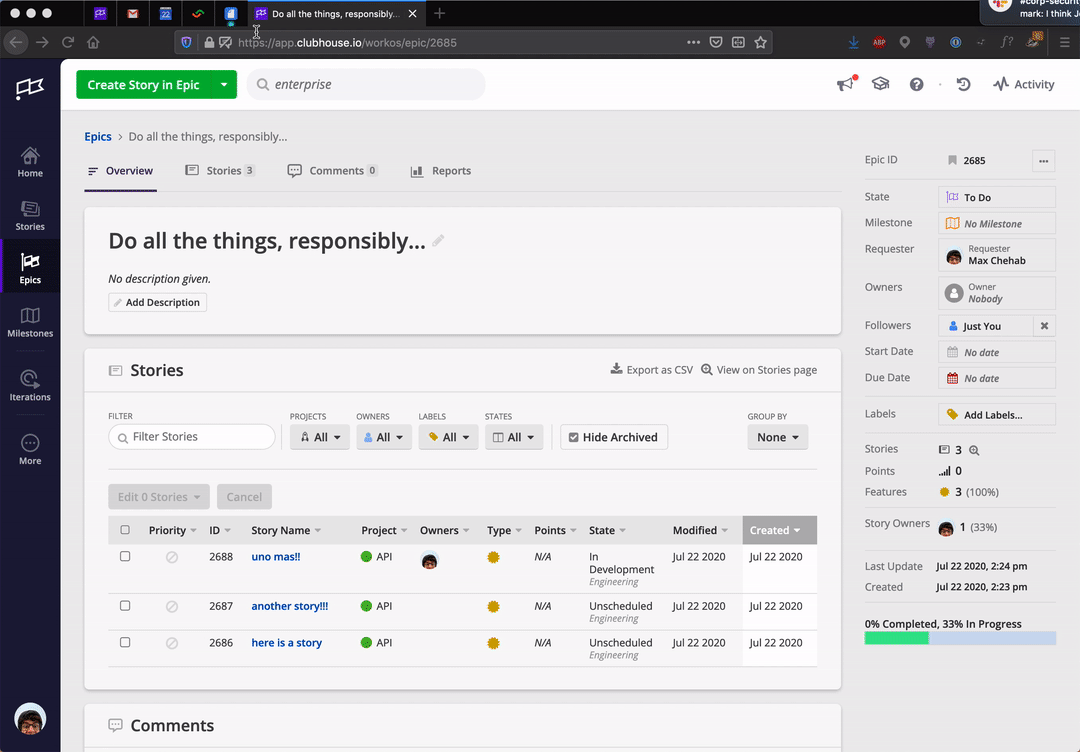 Do all the things, responsibly...
#corp-securit
mark: I think J
22
https://app.clubhouse.io/workos/epic/2685
ABP
f?
Create Story in Epic
enterprise
Activity
Epics > Do all the things, responsibly...
Overview
Stories 3
Comments 0
Reports
Home
Stories
Epics
Milestones
Iterations
More
Do all the things, responsibly...
No description given.
Add Description
Stories
Export as CSV
View on Stories page
FILTER
PROJECTS
OWNERS
LABELS
STATES
GROUP BY
Filter Stories
All
All
All
All
Hide Archived
None
Edit 0 Stories
Cancel
Priority ID Story Name Project Owners Type Points State Modified Created
2688 uno mas!! API N/A In Development Jul 22 2020 Jul 22 2020
Engineering
2687 another story!!! API N/A Unscheduled Jul 22 2020 Jul 22 2020
Engineering
2686 here is a story API N/A Unscheduled Jul 22 2020 Jul 22 2020
Engineering
Comments
Epic ID 2685
State To Do
Milestone No Milestone
Requester Requester
Max Chehab
Owners Owner
Nobody
Followers Just You
Start Date No date
Due Date No date
Labels Add Labels...
Stories 3
Points 0
Features 3 (100%)
Story Owners 1 (33%)
Last Update Jul 22 2020, 2:24 pm
Created Jul 22 2020, 2:23 pm
0% Completed, 33% In Progress